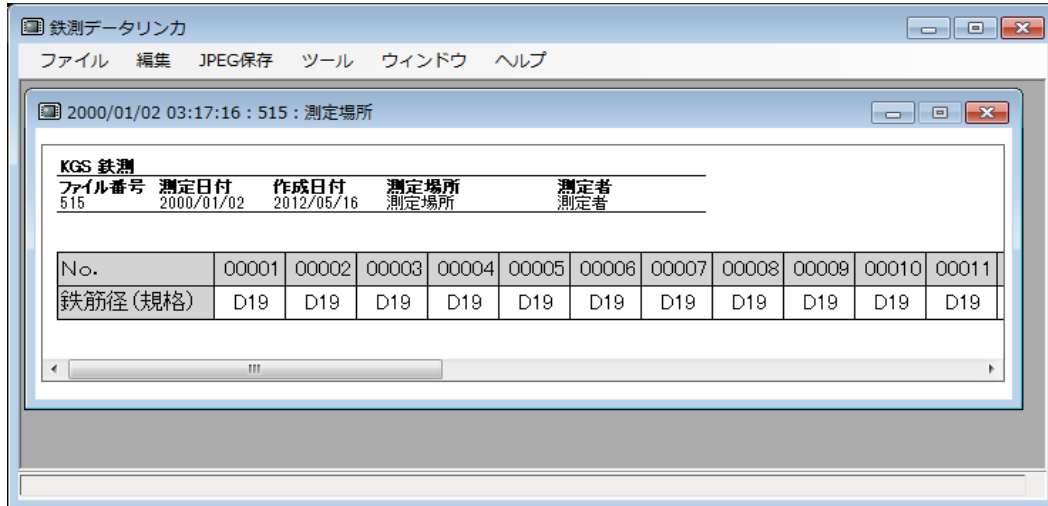 鉄測データリンカ
ファイル 編集 JPEG保存 ツール ウィンドウ ヘルプ
2000/01/02 03:17:16 : 515 : 測定場所
KGS 鉄測
ファイル番号 測定日付 作成日付 測定場所 測定者
515 2000/01/02 2012/05/16 測定場所 測定者
No. 00001 00002 00003 00004 00005 00006 00007 00008 00009 00010 00011
鉄筋径(規格) D19 D19 D19 D19 D19 D19 D19 D19 D19 D19 D19